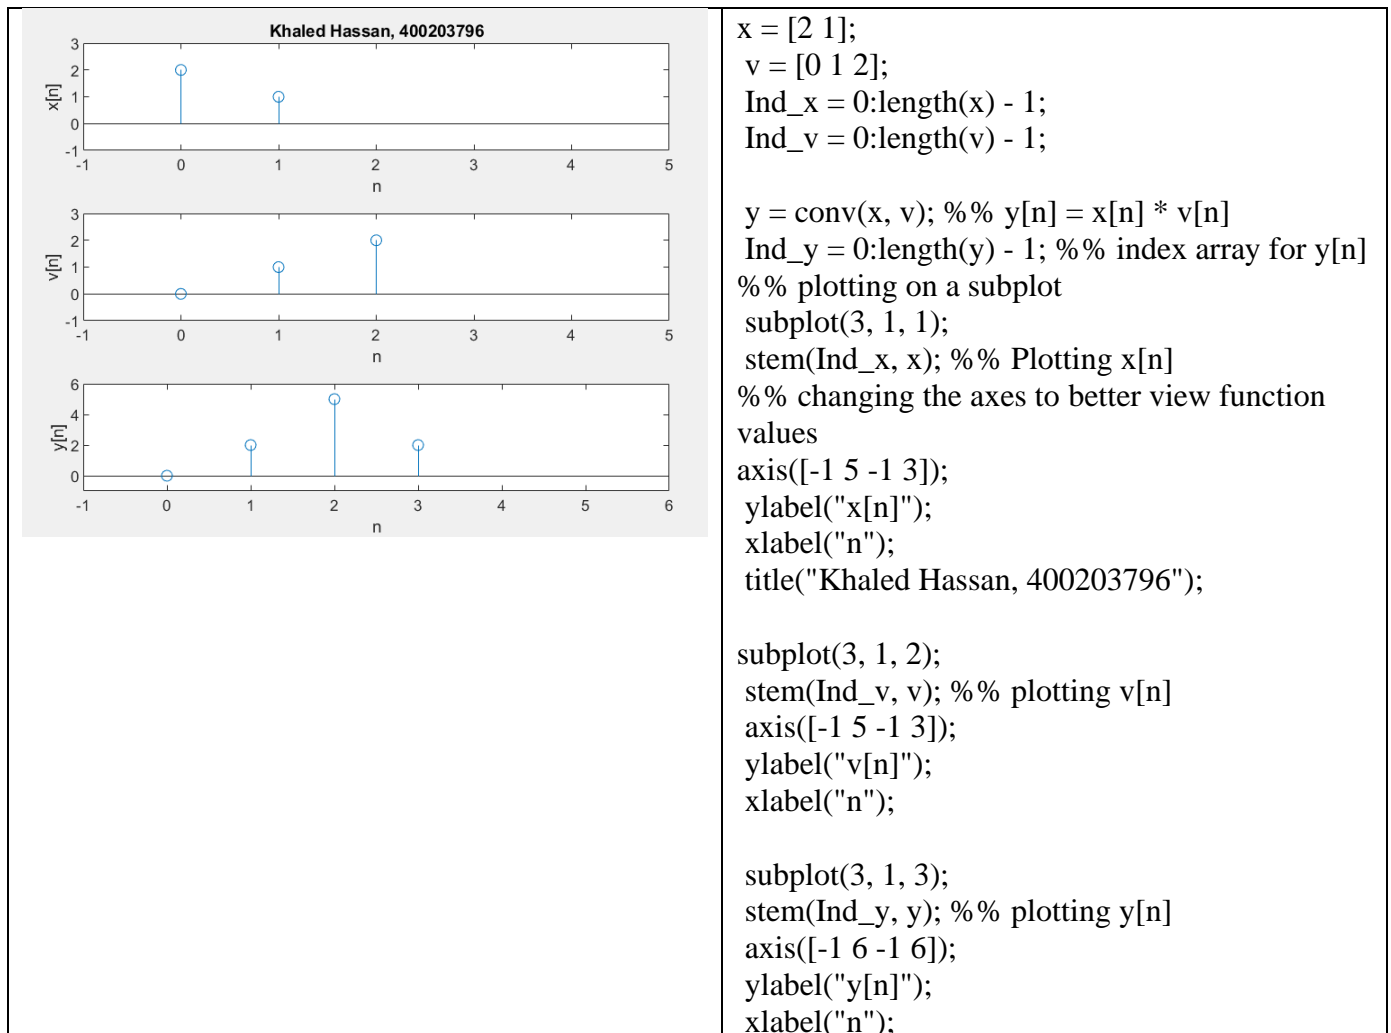 Khaled Hassan, 400203796
3
2
1
0
-1
x[n]
-1 0 1 2 3 4 5
n
3
2
1
0
-1
v[n]
-1 0 1 2 3 4 5
n
6
4
2
0
y[n]
-1 0 1 2 3 4 5 6
n
x = [2 1];
v = [0 1 2];
Ind_x = 0:length(x) - 1;
Ind_v = 0:length(v) - 1;
y = conv(x, v); %% y[n] = x[n] * v[n]
Ind_y = 0:length(y) - 1; %% index array for y[n]
%% plotting on a subplot
subplot(3, 1, 1);
stem(Ind_x, x); %% Plotting x[n]
%% changing the axes to better view function
values
axis([-1 5 -1 3]);
ylabel("x[n]");
xlabel("n");
title("Khaled Hassan, 400203796");
subplot(3, 1, 2);
stem(Ind_v, v); %% plotting v[n]
axis([-1 5 -1 3]);
ylabel("v[n]");
xlabel("n");
subplot(3, 1, 3);
stem(Ind_y, y); %% plotting y[n]
axis([-1 6 -1 6]);
ylabel("y[n]");
xlabel("n");